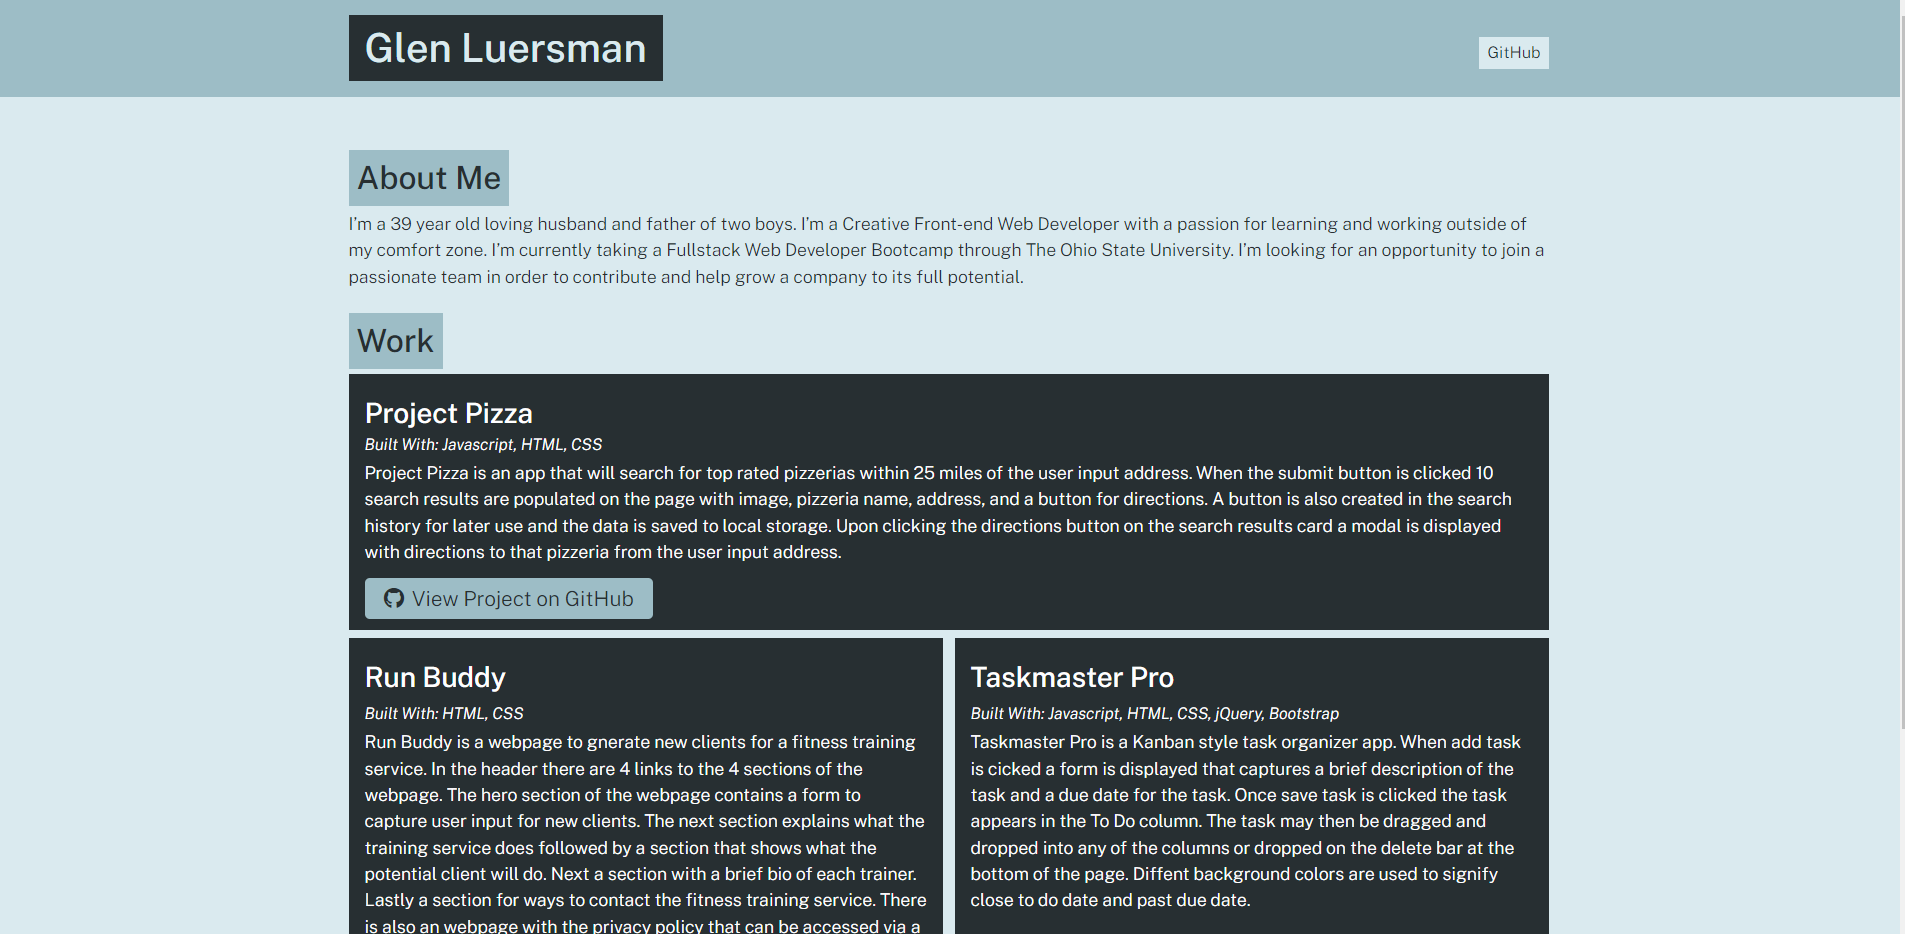 Glen Luersman
GitHub
About Me
I'm a 39 year old loving husband and father of two boys. I'm a Creative Front-end Web Developer with a passion for learning and working outside of
my comfort zone. I'm currently taking a Fullstack Web Developer Bootcamp through The Ohio State University. I'm looking for an opportunity to join a
passionate team in order to contribute and help grow a company to its full potential.
Work
Project Pizza
Built With: Javascript, HTML, CSS
Project Pizza is an app that will search for top rated pizzerias within 25 miles of the user input address. When the submit button is clicked 10
search results are populated on the page with image, pizzeria name, address, and a button for directions. A button is also created in the search
history for later use and the data is saved to local storage. Upon clicking the directions button on the search results card a modal is displayed
with directions to that pizzeria from the user input address.
View Project on GitHub
Run Buddy
Built With: HTML, CSS
Run Buddy is a webpage to gnerate new clients for a fitness training
service. In the header there are 4 links to the 4 sections of the
webpage. The hero section of the webpage contains a form to
capture user input for new clients. The next section explains what the
training service does followed by a section that shows what the
potential client will do. Next a section with a brief bio of each trainer.
Lastly a section for ways to contact the fitness training service. There
is also an webpage with the privacy policy that can be accessed via a
Taskmaster Pro
Built With: Javascript, HTML, CSS, jQuery, Bootstrap
Taskmaster Pro is a Kanban style task organizer app. When add task
is cicked a form is displayed that captures a brief description of the
task and a due date for the task. Once save task is clicked the task
appears in the To Do column. The task may then be dragged and
dropped into any of the columns or dropped on the delete bar at the
bottom of the page. Diffent background colors are used to signify
close to do date and past due date.